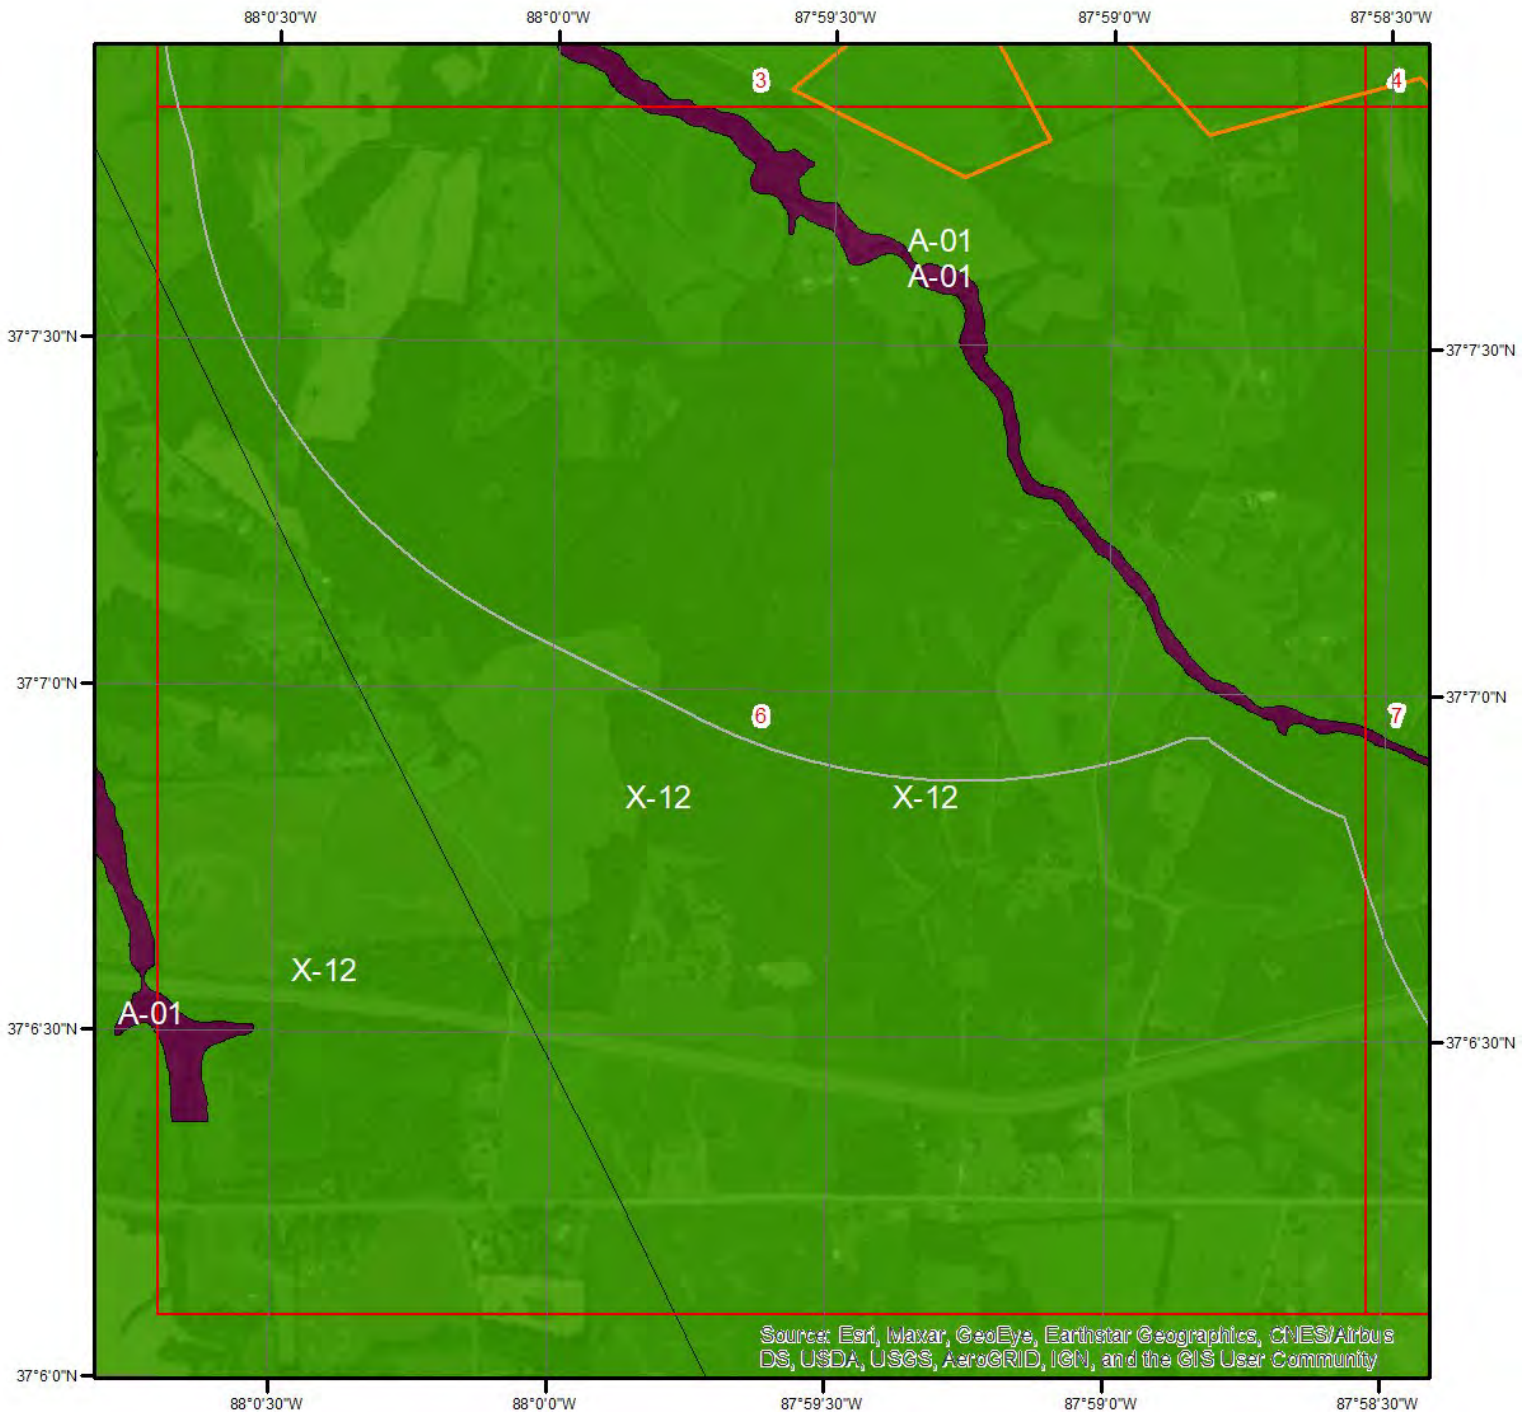 88°0'30"W 88°0'0"W 87°59'30"W 87°59'0"W 87°58'30"W
3 4
A-01
A-01
37°7'30"N 37°7'30"N
37°7'0"N 37°7'0"N
6 7
X-12 X-12
X-12
A-01
37°6'30"N 37°6'30"N
Source: Esri, Maxar, GeoEye, Earthstar Geographics, CNES/Airbus
DS, USDA, USGS, AeroGRID, IGN, and the GIS User Community
37°6'0"N
88°0'30"W 88°0'0"W 87°59'30"W 87°59'0"W 87°58'30"W